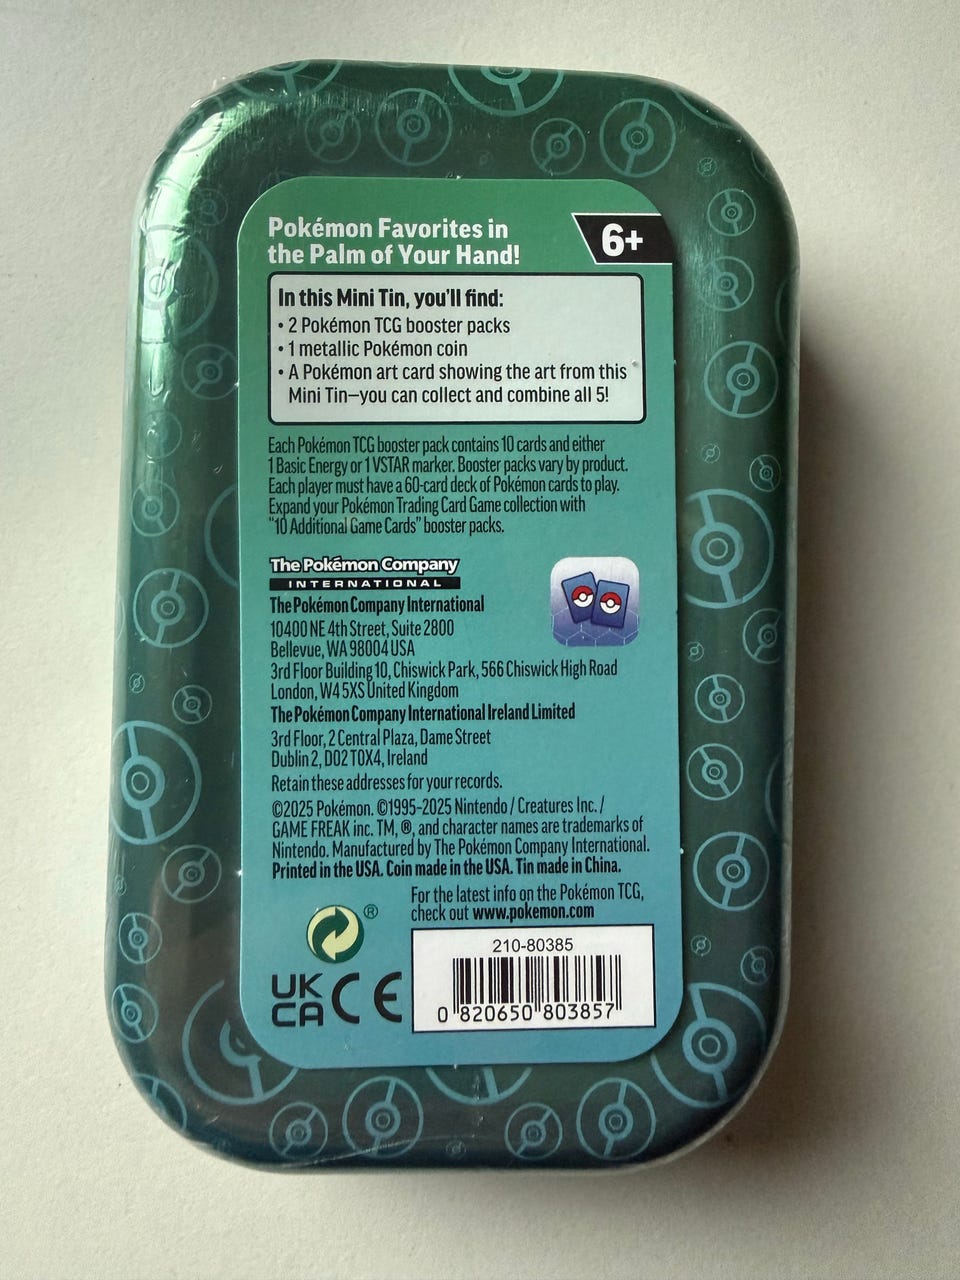 Pokémon Favorites in
the Palm of Your Hand!
6+
In this Mini Tin, you'll find:
• 2 Pokémon TCG booster packs
• 1 metallic Pokémon coin
• A Pokémon art card showing the art from this
Mini Tin—you can collect and combine all 5!
Each Pokémon TCG booster pack contains 10 cards and either
1 Basic Energy or 1 VSTAR marker. Booster packs vary by product.
Each player must have a 60-card deck of Pokémon cards to play.
Expand your Pokémon Trading Card Game collection with
"10 Additional Game Cards" booster packs.
The Pokémon Company
INTERNATIONAL
The Pokémon Company International
10400 NE 4th Street, Suite 2800
Bellevue, WA 98004 USA
3rd Floor Building 10, Chiswick Park, 566 Chiswick High Road
London, W4 5XS United Kingdom
The Pokémon Company International Ireland Limited
3rd Floor, 2 Central Plaza, Dame Street
Dublin 2, D02 T0X4, Ireland
Retain these addresses for your records.
©2025 Pokémon. ©1995–2025 Nintendo / Creatures Inc. /
GAME FREAK inc. TM, ®, and character names are trademarks of
Nintendo. Manufactured by The Pokémon Company International.
Printed in the USA. Coin made in the USA. Tin made in China.
For the latest info on the Pokémon TCG,
check out www.pokemon.com
®
UK
CA CE
210-80385
0 820650 803857